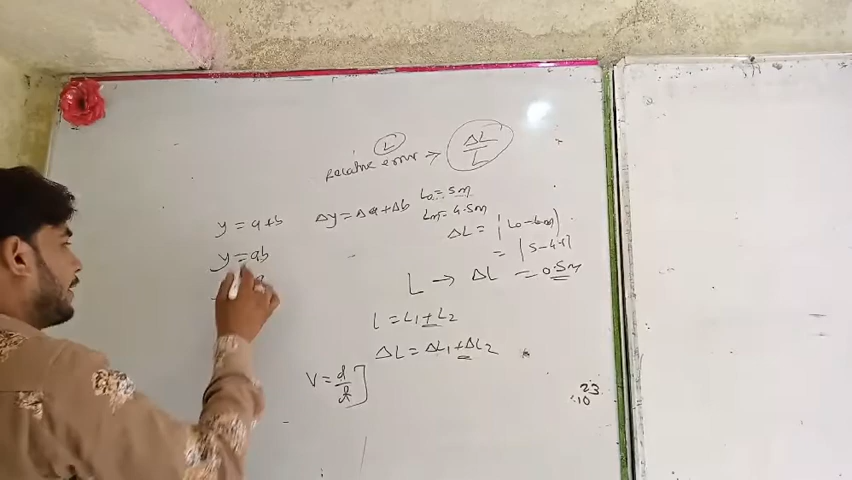 L
Relative error → ΔL/L
y = a+b Δy = Δa+Δb
L₀ = 5m
Lm = 4.5m
ΔL = |L₀-Lm|
y = ab
= |5-4.5|
L → ΔL = 0.5m
L = L₁+L₂
ΔL = ΔL₁+ΔL₂
V = d/t
23
10